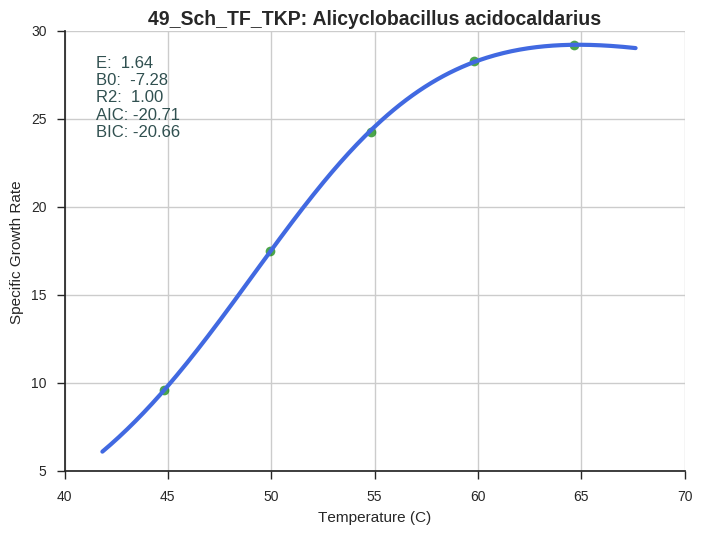 49_Sch_TF_TKP: Alicyclobacillus acidocaldarius
30
25
20
15
10
5
E:  1.64
B0:  -7.28
R2:  1.00
AIC: -20.71
BIC: -20.66
Specific Growth Rate
40 45 50 55 60 65 70
Temperature (C)